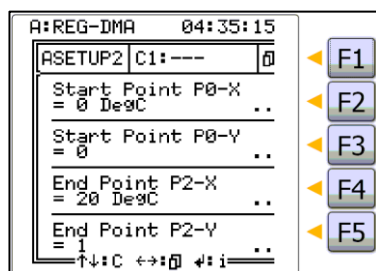 A:REG-DMA 04:35:15
ASETUP2 C1:---
F1
Start Point P0-X
= 0 DegC ..
F2
Start Point P0-Y
= 0 ..
F3
End Point P2-X
= 20 DegC ..
F4
End Point P2-Y
= 1 ..
F5
↑↓:C ↔: ↲:i